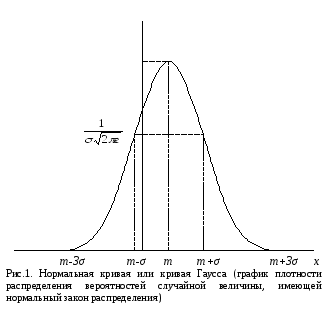 1
σ√2πe
m-3σ m-σ m m+σ m+3σ x
Рис.1. Нормальная кривая или кривая Гаусса (график плотности
распределения вероятностей случайной величины, имеющей
нормальный закон распределения)